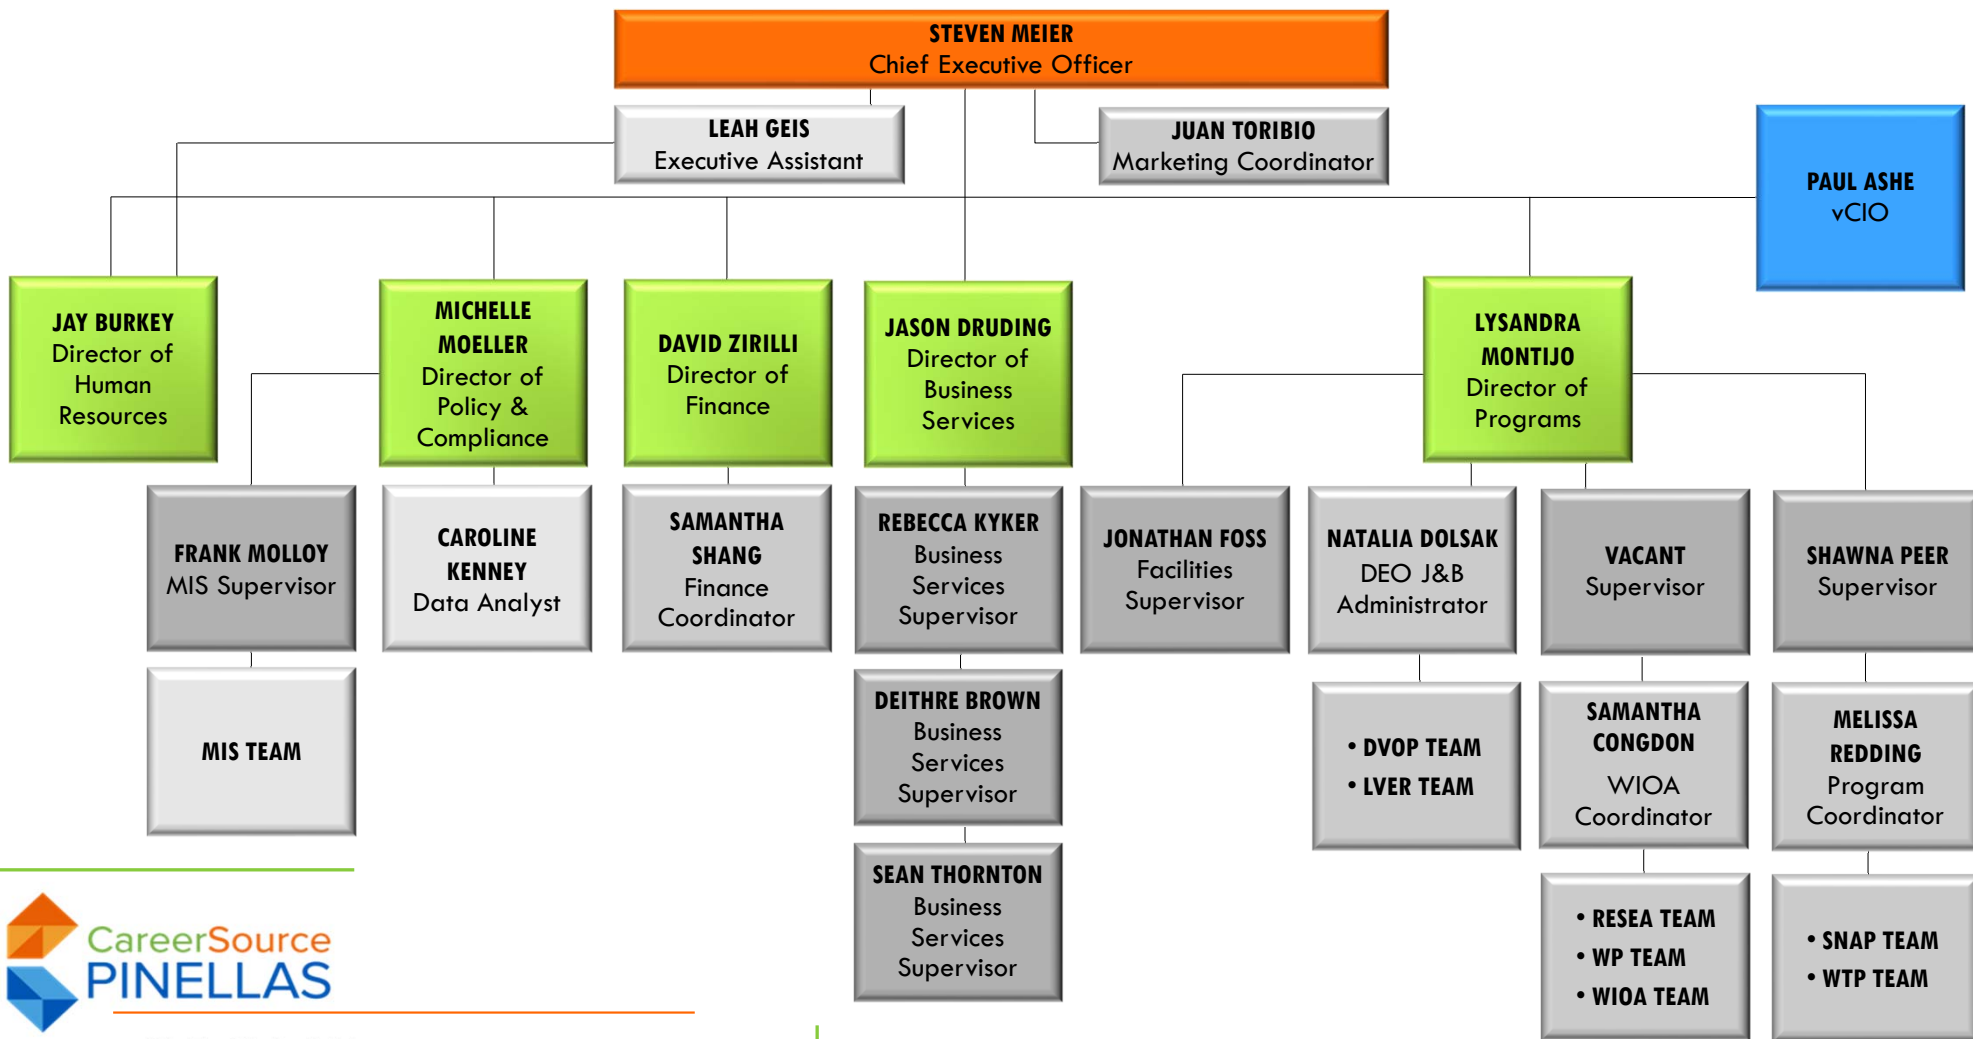 STEVEN MEIER
Chief Executive Officer
LEAH GEIS
Executive Assistant
JUAN TORIBIO
Marketing Coordinator
PAUL ASHE
vCIO
JAY BURKEY
Director of
Human
Resources
MICHELLE
MOELLER
Director of
Policy &
Compliance
DAVID ZIRILLI
Director of
Finance
JASON DRUDING
Director of
Business
Services
LYSANDRA
MONTIJO
Director of
Programs
FRANK MOLLOY
MIS Supervisor
CAROLINE
KENNEY
Data Analyst
SAMANTHA
SHANG
Finance
Coordinator
REBECCA KYKER
Business
Services
Supervisor
JONATHAN FOSS
Facilities
Supervisor
NATALIA DOLSAK
DEO J&B
Administrator
VACANT
Supervisor
SHAWNA PEER
Supervisor
MIS TEAM
DEITHRE BROWN
Business
Services
Supervisor
• DVOP TEAM
• LVER TEAM
SAMANTHA
CONGDON
WIOA
Coordinator
MELISSA
REDDING
Program
Coordinator
SEAN THORNTON
Business
Services
Supervisor
• RESEA TEAM
• WP TEAM
• WIOA TEAM
• SNAP TEAM
• WTP TEAM
CareerSource
PINELLAS